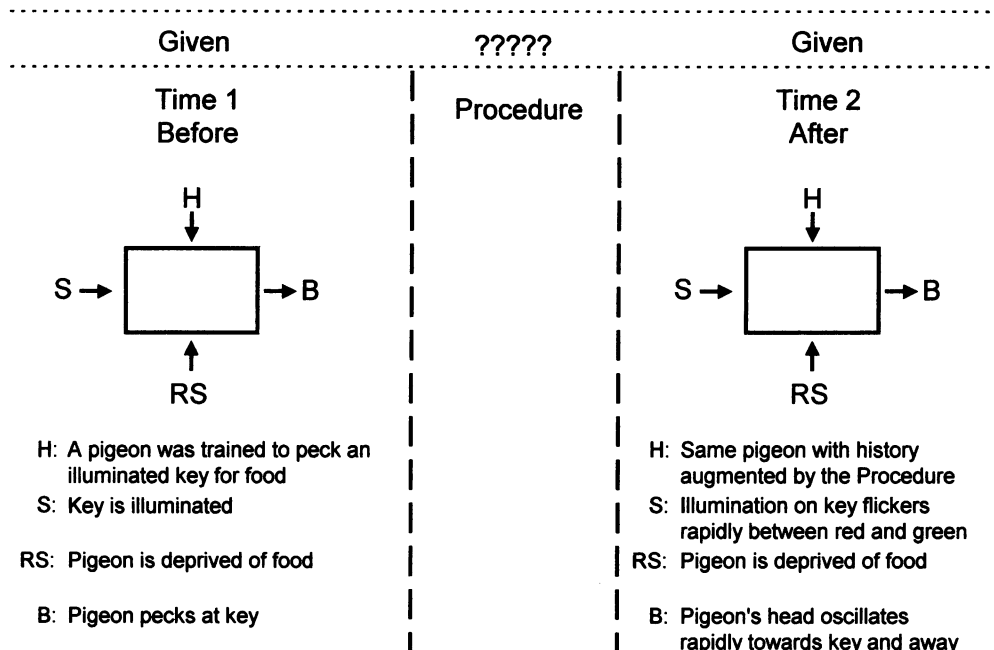 Given
?????
Given
Time 1
Before
Procedure
Time 2
After
H
S
B
RS
H
S
B
RS
H: A pigeon was trained to peck an
illuminated key for food
S: Key is illuminated
RS: Pigeon is deprived of food
B: Pigeon pecks at key
H: Same pigeon with history
augmented by the Procedure
S: Illumination on key flickers
rapidly between red and green
RS: Pigeon is deprived of food
B: Pigeon's head oscillates
rapidly towards key and away